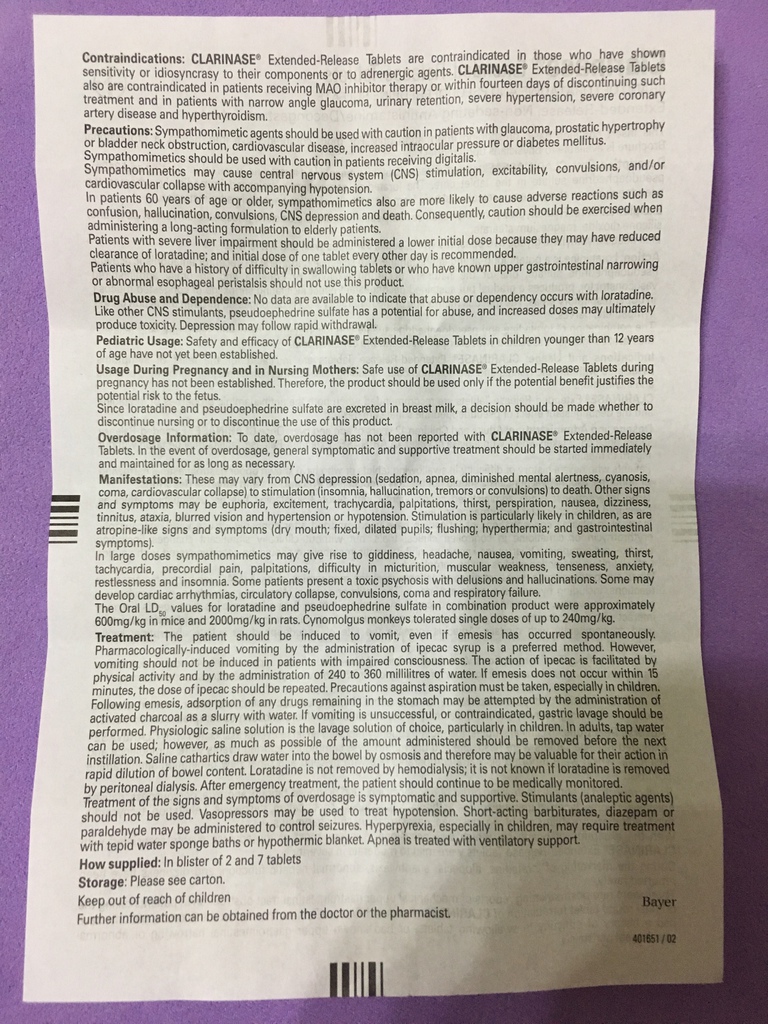 Contraindications: CLARINASE® Extended-Release Tablets are contraindicated in those who have shown
sensitivity or idiosyncrasy to their components or to adrenergic agents. CLARINASE® Extended-Release Tablets
also are contraindicated in patients receiving MAO inhibitor therapy or within fourteen days of discontinuing such
treatment and in patients with narrow angle glaucoma, urinary retention, severe hypertension, severe coronary
artery disease and hyperthyroidism.
Precautions: Sympathomimetic agents should be used with caution in patients with glaucoma, prostatic hypertrophy
or bladder neck obstruction, cardiovascular disease, increased intraocular pressure or diabetes mellitus.
Sympathomimetics should be used with caution in patients receiving digitalis.
Sympathomimetics may cause central nervous system (CNS) stimulation, excitability, convulsions, and/or
cardiovascular collapse with accompanying hypotension.
In patients 60 years of age or older, sympathomimetics also are more likely to cause adverse reactions such as
confusion, hallucination, convulsions, CNS depression and death. Consequently, caution should be exercised when
administering a long-acting formulation to elderly patients.
Patients with severe liver impairment should be administered a lower initial dose because they may have reduced
clearance of loratadine; and initial dose of one tablet every other day is recommended.
Patients who have a history of difficulty in swallowing tablets or who have known upper gastrointestinal narrowing
or abnormal esophageal peristalsis should not use this product.
Drug Abuse and Dependence: No data are available to indicate that abuse or dependency occurs with loratadine.
Like other CNS stimulants, pseudoephedrine sulfate has a potential for abuse, and increased doses may ultimately
produce toxicity. Depression may follow rapid withdrawal.
Pediatric Usage: Safety and efficacy of CLARINASE® Extended-Release Tablets in children younger than 12 years
of age have not yet been established.
Usage During Pregnancy and in Nursing Mothers: Safe use of CLARINASE® Extended-Release Tablets during
pregnancy has not been established. Therefore, the product should be used only if the potential benefit justifies the
potential risk to the fetus.
Since loratadine and pseudoephedrine sulfate are excreted in breast milk, a decision should be made whether to
discontinue nursing or to discontinue the use of this product.
Overdosage Information: To date, overdosage has not been reported with CLARINASE® Extended-Release
Tablets. In the event of overdosage, general symptomatic and supportive treatment should be started immediately
and maintained for as long as necessary.
Manifestations: These may vary from CNS depression (sedation, apnea, diminished mental alertness, cyanosis,
coma, cardiovascular collapse) to stimulation (insomnia, hallucination, tremors or convulsions) to death. Other signs
and symptoms may be euphoria, excitement, trachycardia, palpitations, thirst, perspiration, nausea, dizziness,
tinnitus, ataxia, blurred vision and hypertension or hypotension. Stimulation is particularly likely in children, as are
atropine-like signs and symptoms (dry mouth; fixed, dilated pupils; flushing; hyperthermia; and gastrointestinal
symptoms).
In large doses sympathomimetics may give rise to giddiness, headache, nausea, vomiting, sweating, thirst,
tachycardia, precordial pain, palpitations, difficulty in micturition, muscular weakness, tenseness, anxiety,
restlessness and insomnia. Some patients present a toxic psychosis with delusions and hallucinations. Some may
develop cardiac arrhythmias, circulatory collapse, convulsions, coma and respiratory failure.
The Oral LD50 values for loratadine and pseudoephedrine sulfate in combination product were approximately
600mg/kg in mice and 2000mg/kg in rats. Cynomolgus monkeys tolerated single doses of up to 240mg/kg.
Treatment: The patient should be induced to vomit, even if emesis has occurred spontaneously.
Pharmacologically-induced vomiting by the administration of ipecac syrup is a preferred method. However,
vomiting should not be induced in patients with impaired consciousness. The action of ipecac is facilitated by
physical activity and by the administration of 240 to 360 millilitres of water. If emesis does not occur within 15
minutes, the dose of ipecac should be repeated. Precautions against aspiration must be taken, especially in children.
Following emesis, adsorption of any drugs remaining in the stomach may be attempted by the administration of
activated charcoal as a slurry with water. If vomiting is unsuccessful, or contraindicated, gastric lavage should be
performed. Physiologic saline solution is the lavage solution of choice, particularly in children. In adults, tap water
can be used; however, as much as possible of the amount administered should be removed before the next
instillation. Saline cathartics draw water into the bowel by osmosis and therefore may be valuable for their action in
rapid dilution of bowel content. Loratadine is not removed by hemodialysis; it is not known if loratadine is removed
by peritoneal dialysis. After emergency treatment, the patient should continue to be medically monitored.
Treatment of the signs and symptoms of overdosage is symptomatic and supportive. Stimulants (analeptic agents)
should not be used. Vasopressors may be used to treat hypotension. Short-acting barbiturates, diazepam or
paraldehyde may be administered to control seizures. Hyperpyrexia, especially in children, may require treatment
with tepid water sponge baths or hypothermic blanket. Apnea is treated with ventilatory support.
How supplied: In blister of 2 and 7 tablets
Storage: Please see carton.
Keep out of reach of children
Further information can be obtained from the doctor or the pharmacist.
Bayer
401651/02